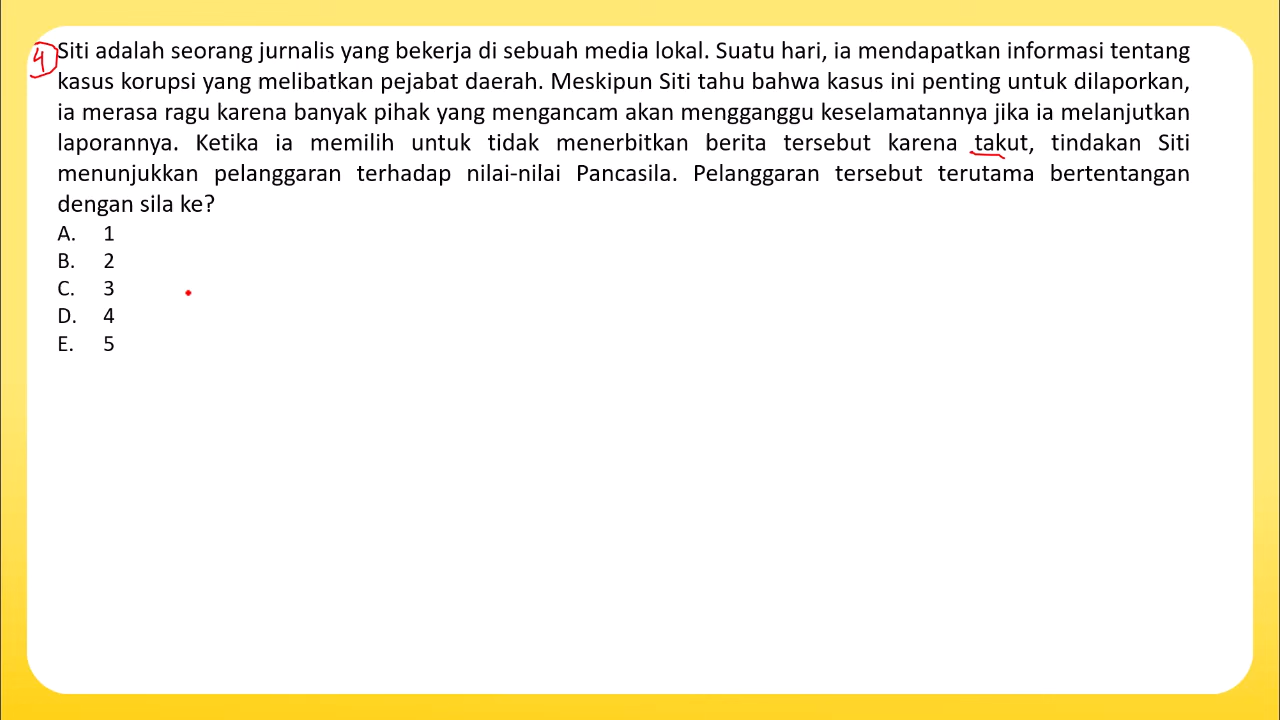 4 Siti adalah seorang jurnalis yang bekerja di sebuah media lokal. Suatu hari, ia mendapatkan informasi tentang
kasus korupsi yang melibatkan pejabat daerah. Meskipun Siti tahu bahwa kasus ini penting untuk dilaporkan,
ia merasa ragu karena banyak pihak yang mengancam akan mengganggu keselamatannya jika ia melanjutkan
laporannya. Ketika ia memilih untuk tidak menerbitkan berita tersebut karena takut, tindakan Siti
menunjukkan pelanggaran terhadap nilai-nilai Pancasila. Pelanggaran tersebut terutama bertentangan
dengan sila ke?
A. 1
B. 2
C. 3
D. 4
E. 5